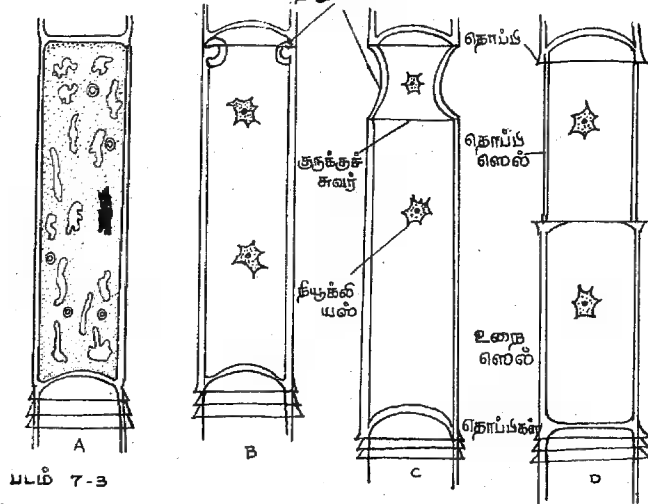 தொப்பி
தொப்பி
ஸெல்
குறுக்குச்
சுவர்
நியூக்லி
யஸ்
உறை
ஸெல்
தொப்பிகள்
A
B
C
D
படம் 7-3